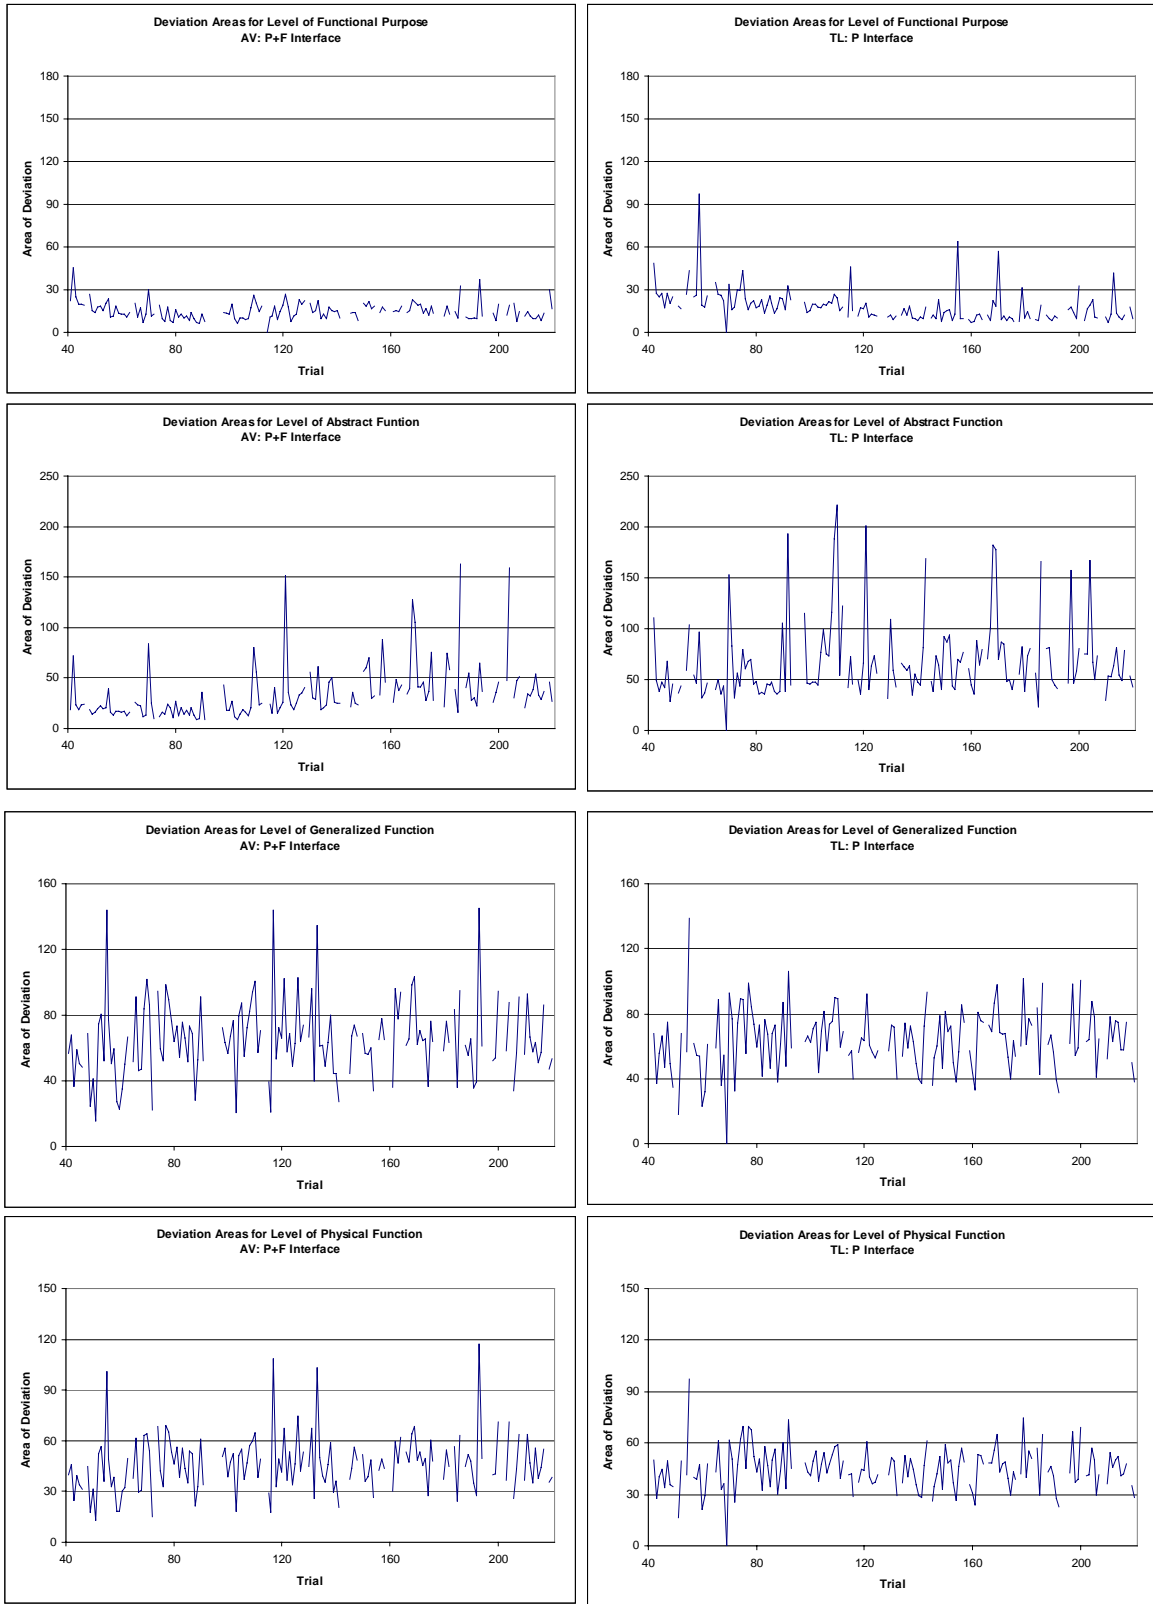 Deviation Areas for Level of Functional Purpose
AV: P+F Interface
180
150
120
90
60
30
0
Area of Deviation
40 80 120 160 200
Trial
Deviation Areas for Level of Functional Purpose
TL: P Interface
180
150
120
90
60
30
0
Area of Deviation
40 80 120 160 200
Trial
Deviation Areas for Level of Abstract Funtion
AV: P+F Interface
250
200
150
100
50
0
Area of Deviation
40 80 120 160 200
Trial
Deviation Areas for Level of Abstract Function
TL: P Interface
250
200
150
100
50
0
Area of Deviation
40 80 120 160 200
Trial
Deviation Areas for Level of Generalized Function
AV: P+F Interface
160
120
80
40
0
Area of Deviation
40 80 120 160 200
Trial
Deviation Areas for Level of Generalized Function
TL: P Interface
160
120
80
40
0
Area of Deviation
40 80 120 160 200
Trial
Deviation Areas for Level of Physical Function
AV: P+F Interface
150
120
90
60
30
0
Area of Deviation
40 80 120 160 200
Trial
Deviation Areas for Level of Physical Function
TL: P Interface
150
120
90
60
30
0
Area of Deviation
40 80 120 160 200
Trial